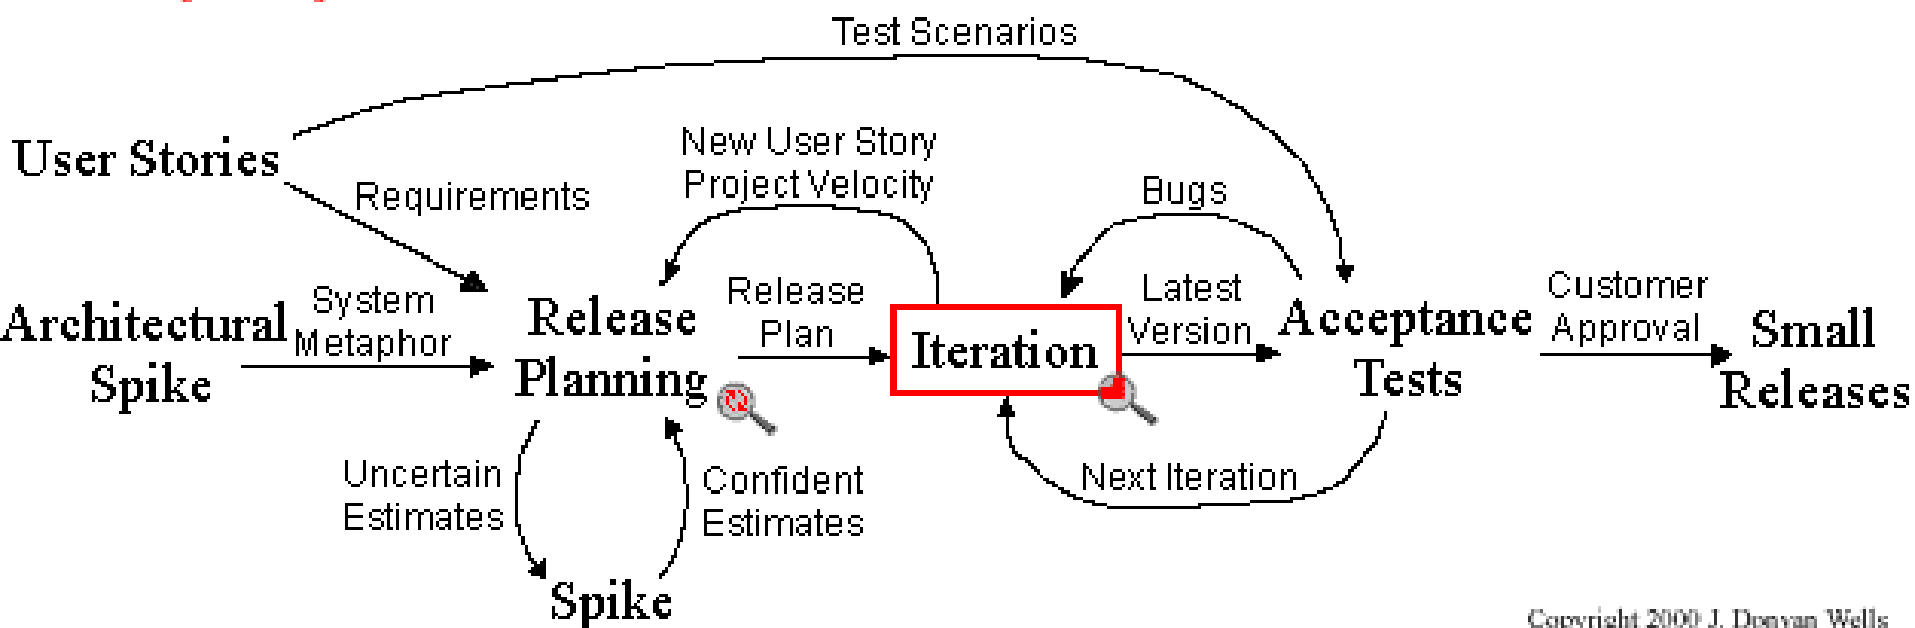 Test Scenarios
User Stories
Requirements
New User Story
Project Velocity
Bugs
Architectural
Spike
System
Metaphor
Release
Planning
Release
Plan
Iteration
Latest
Version
Acceptance
Tests
Customer
Approval
Small
Releases
Uncertain
Estimates
Confident
Estimates
Next Iteration
Spike
Copyright 2000 J. Donvan Wells